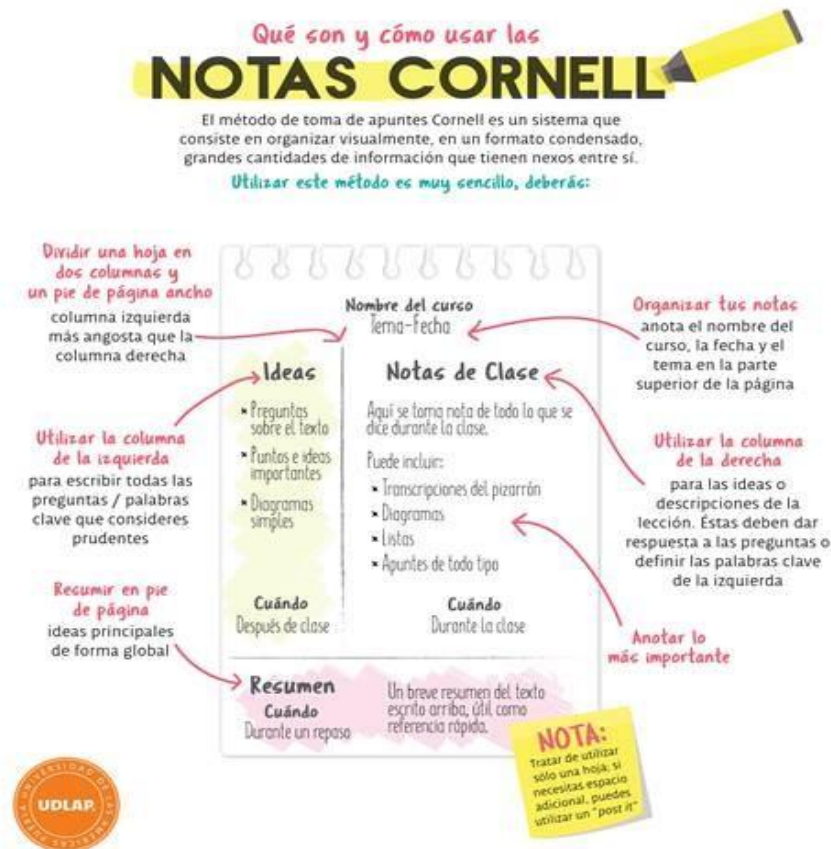 Qué son y cómo usar las
NOTAS CORNELL
El método de toma de apuntes Cornell es un sistema que
consiste en organizar visualmente, en un formato condensado,
grandes cantidades de información que tienen nexos entre sí.
Utilizar este método es muy sencillo, deberás:
Dividir una hoja en
dos columnas y
un pie de página ancho
columna izquierda
más angosta que la
columna derecha
Utilizar la columna
de la izquierda
para escribir todas las
preguntas / palabras
clave que consideres
prudentes
Resumir en pie
de página
ideas principales
de forma global
Nombre del curso
Tema-Fecha
Ideas
× Preguntas
sobre el texto
× Puntos e ideas
importantes
× Diagramas
simples
Cuándo
Después de clase
Notas de Clase
Aquí se toma nota de todo lo que se
dice durante la clase.
Puede incluir:
× Transcripciones del pizarrón
× Diagramas
× Listas
× Apuntes de todo tipo
Cuándo
Durante la clase
Resumen
Cuándo
Durante un repaso
Un breve resumen del texto
escrito arriba, útil como
referencia rápida.
Organizar tus notas
anota el nombre del
curso, la fecha y el
tema en la parte
superior de la página
Utilizar la columna
de la derecha
para las ideas o
descripciones de la
lección. Éstas deben dar
respuesta a las preguntas o
definir las palabras clave
de la izquierda
Anotar lo
más importante
NOTA:
Tratar de utilizar
sólo una hoja; si
necesitas espacio
adicional, puedes
utilizar un "post it"
UNIVERSIDAD DE LAS AMÉRICAS PUEBLA
UDLAP